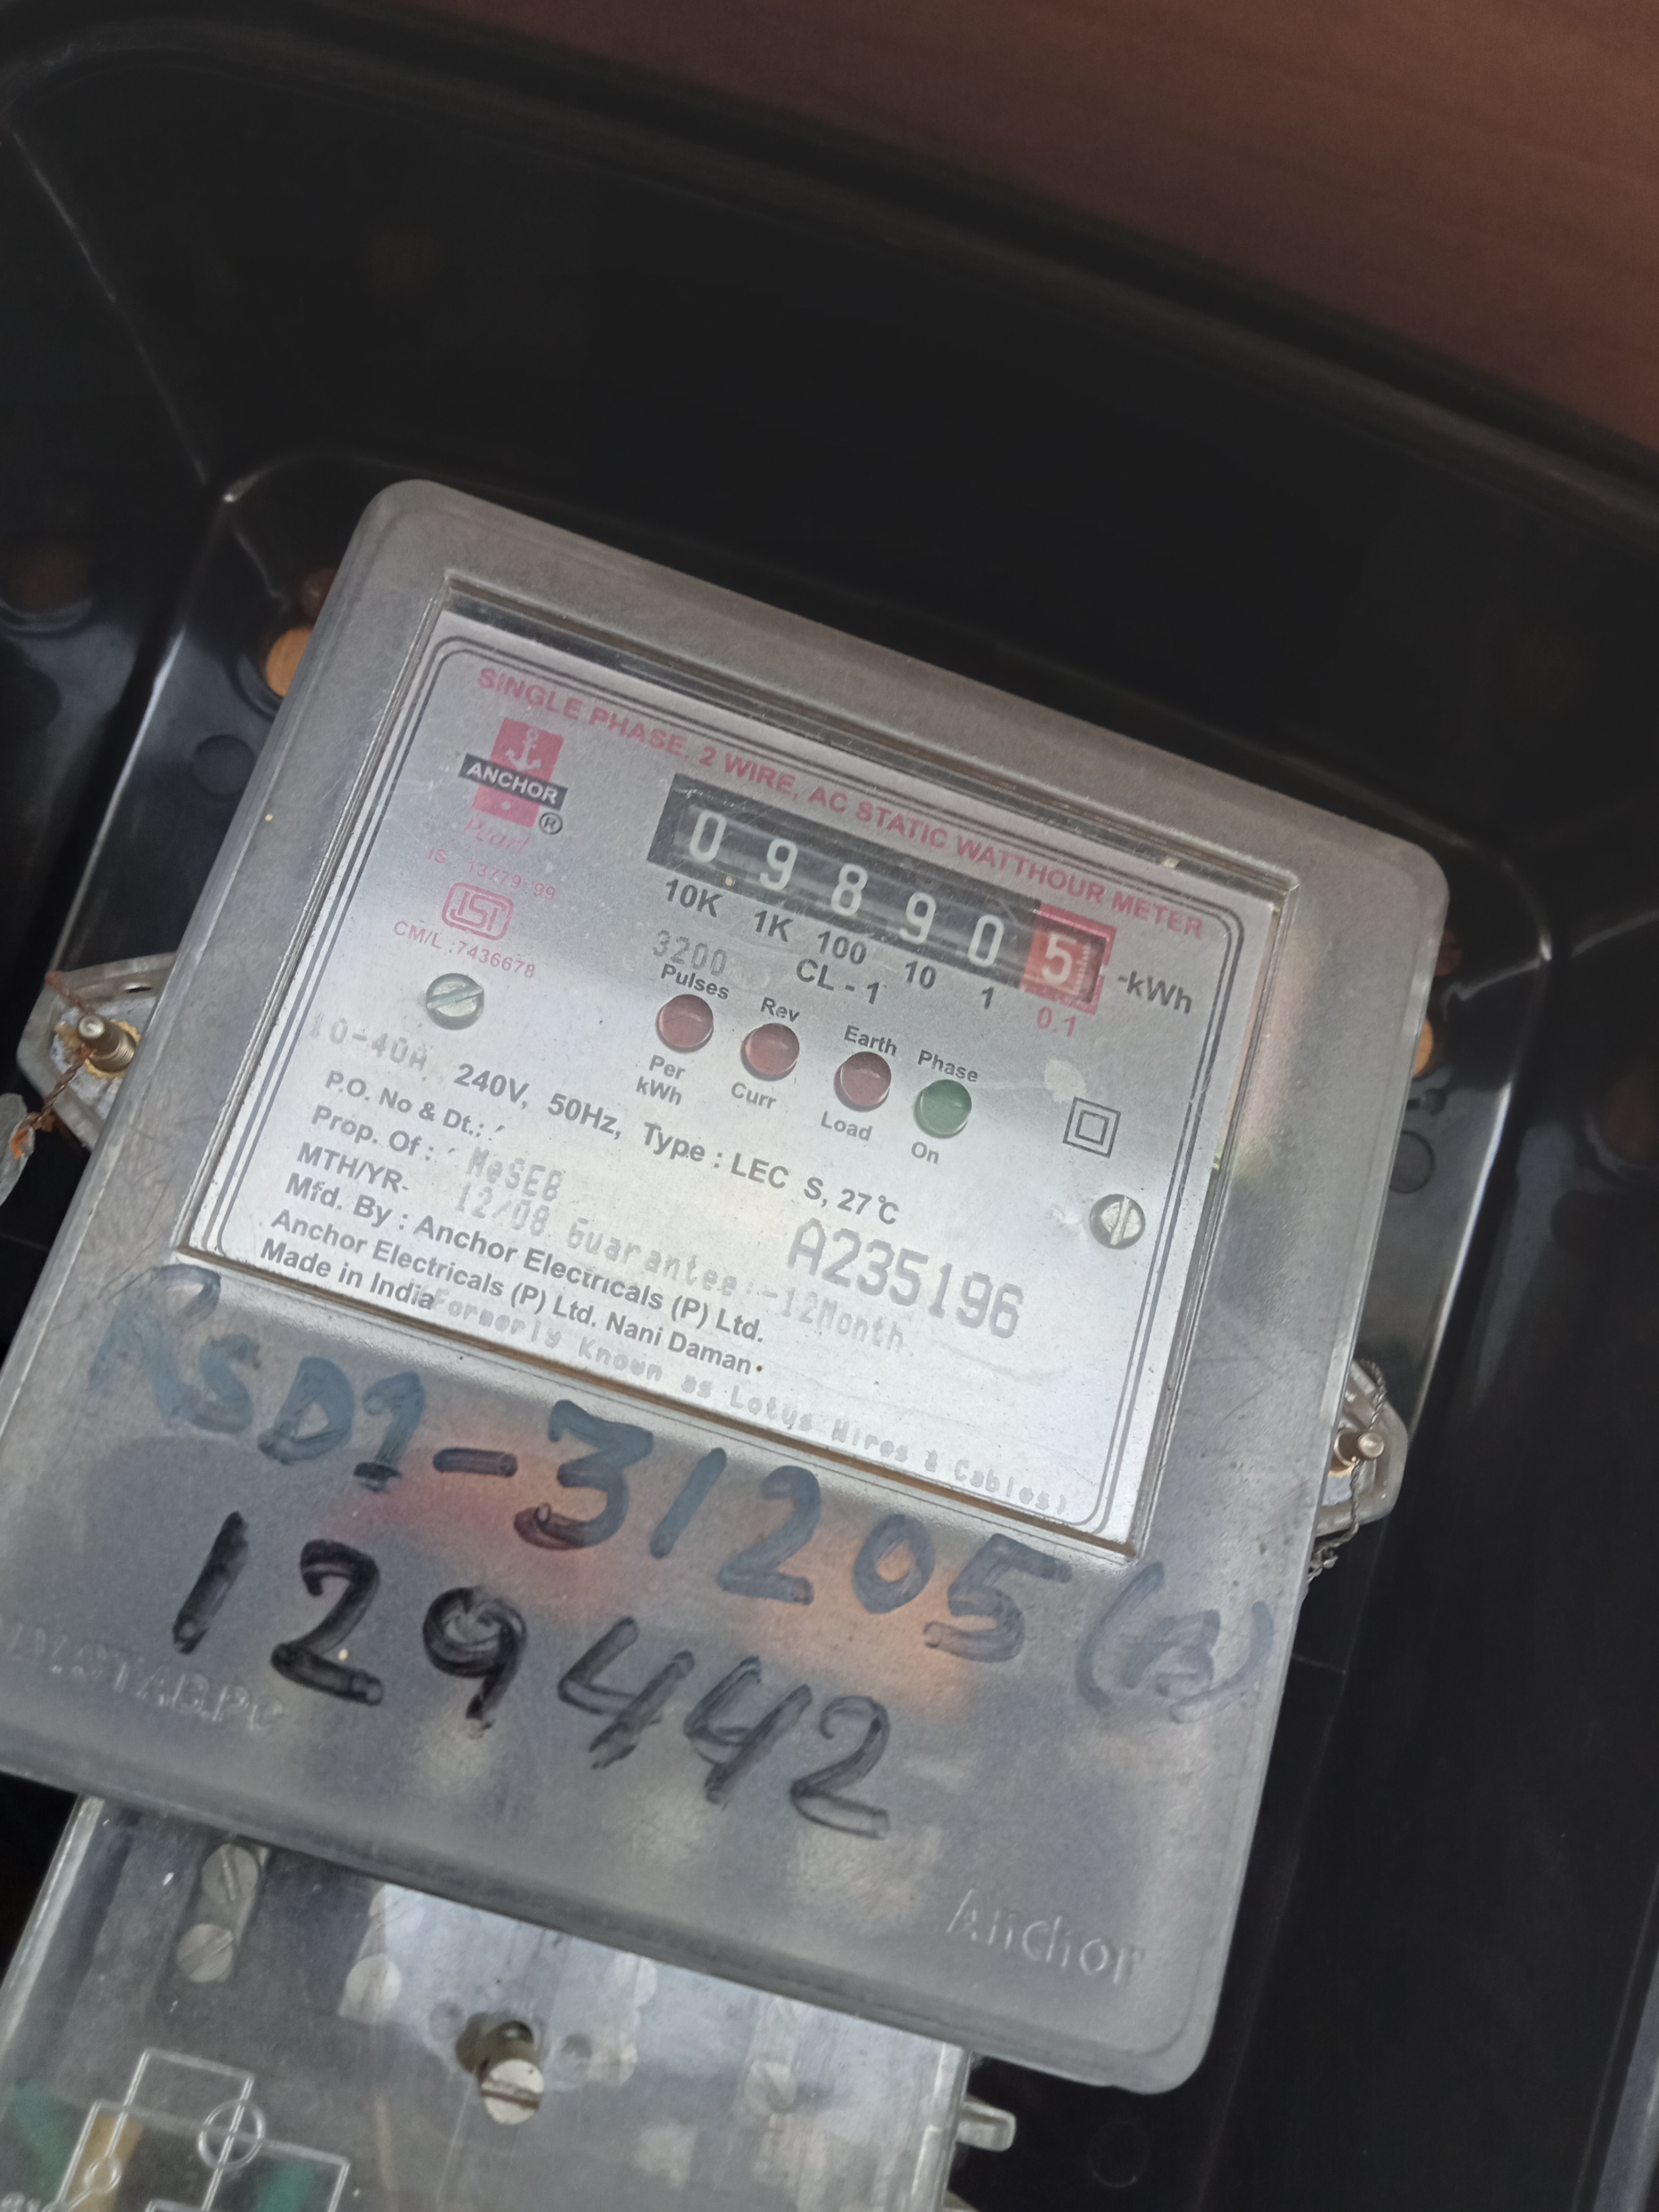 SINGLE PHASE, 2 WIRE, AC STATIC WATTHOUR METER
ANCHOR
®
Pearl
IS : 13779 '99
ISI
CM/L :7436678
0 9 8 9 0 5
10K 1K 100 10 1 0.1
-kWh
3200
CL - 1
Pulses Rev Earth Phase
Per kWh Curr Load On
10-40A 240V, 50Hz, Type : LEC S, 27°C
P.O. No & Dt.:
Prop. Of : MeSEB
MTH/YR- 12/08 Guarantee:-12Month.
A235196
Mfd. By : Anchor Electricals (P) Ltd.
Anchor Electricals (P) Ltd. Nani Daman
Made in India
(Formerly Known as Lotus Wires & Cables)
RSD1-31205(B)
129442
Anchor